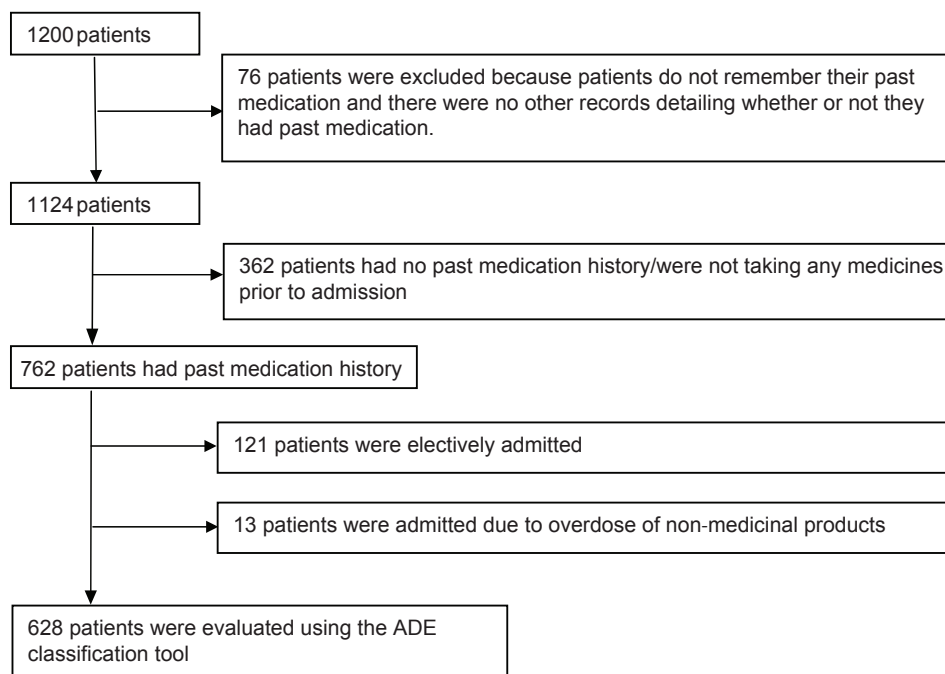 1200 patients
76 patients were excluded because patients do not remember their past
medication and there were no other records detailing whether or not they
had past medication.
1124 patients
362 patients had no past medication history/were not taking any medicines
prior to admission
762 patients had past medication history
121 patients were electively admitted
13 patients were admitted due to overdose of non-medicinal products
628 patients were evaluated using the ADE
classification tool